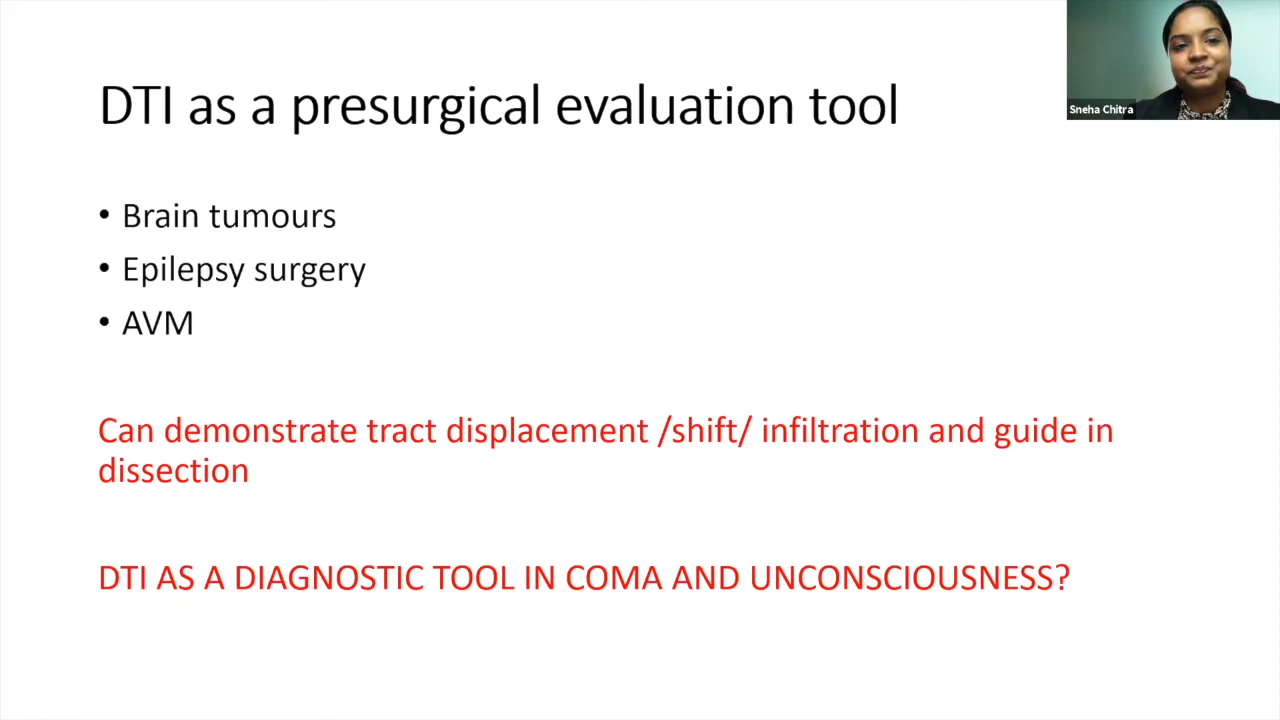 DTI as a presurgical evaluation tool
Sneha Chitra
• Brain tumours
• Epilepsy surgery
• AVM
Can demonstrate tract displacement /shift/ infiltration and guide in
dissection
DTI AS A DIAGNOSTIC TOOL IN COMA AND UNCONSCIOUSNESS?